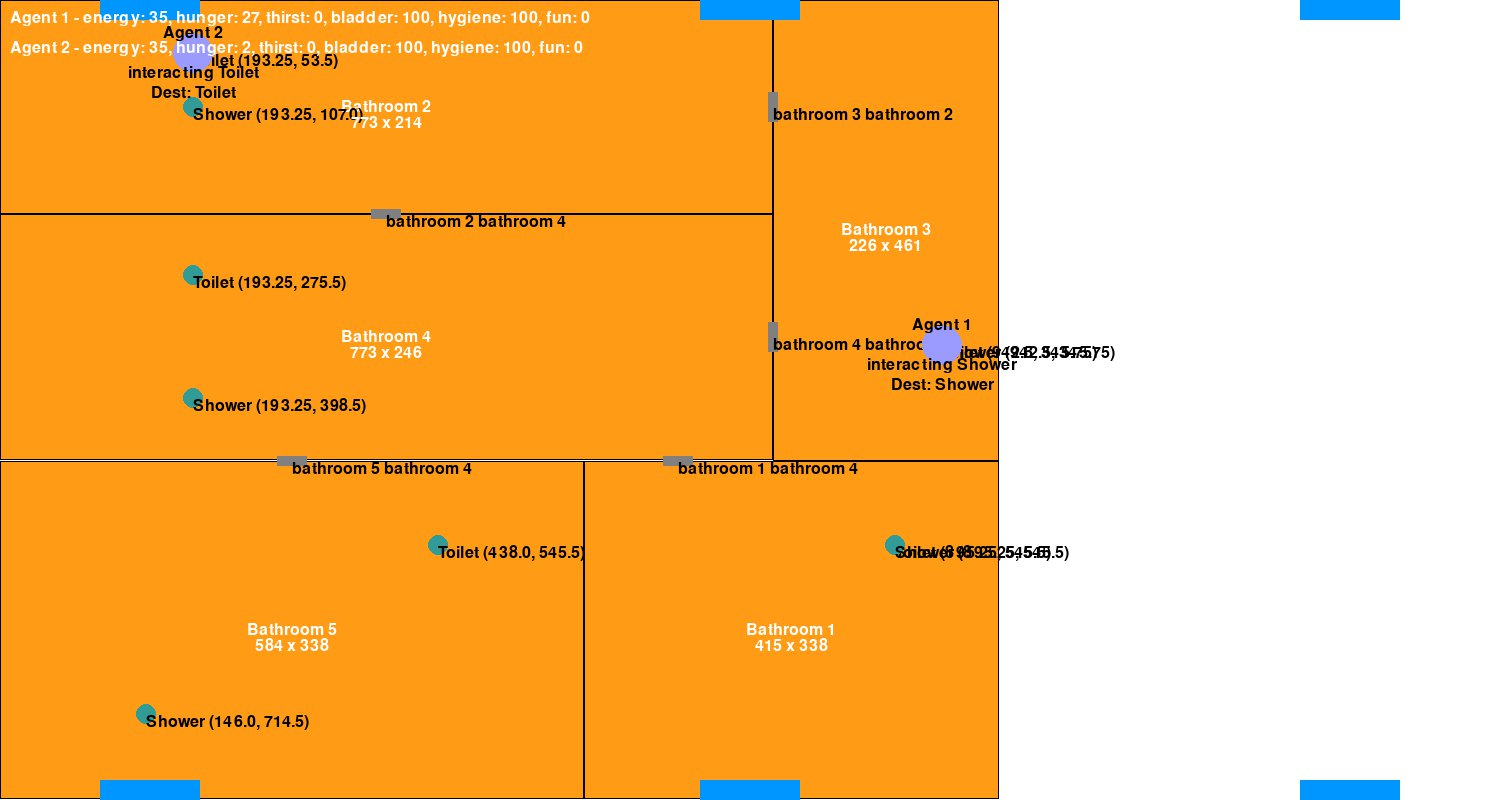 Agent 1 - energy: 35, hunger: 27, thirst: 0, bladder: 100, hygiene: 100, fun: 0
Agent 2
Agent 2 - energy: 35, hunger: 2, thirst: 0, bladder: 100, hygiene: 100, fun: 0
(193.25, 53.5)
interacting Toilet
Dest: Toilet
Shower (193.25, 107.0)
Bathroom 2
773 x 214
bathroom 3 bathroom 2
bathroom 2 bathroom 4
Bathroom 3
226 x 461
Toilet (193.25, 275.5)
Agent 1
Bathroom 4
773 x 246
bathroom 4
interacting Shower
Dest: Shower
Shower (193.25, 398.5)
bathroom 5 bathroom 4
bathroom 1 bathroom 4
Toilet (438.0, 545.5)
Bathroom 5
584 x 338
Bathroom 1
415 x 338
Shower (146.0, 714.5)